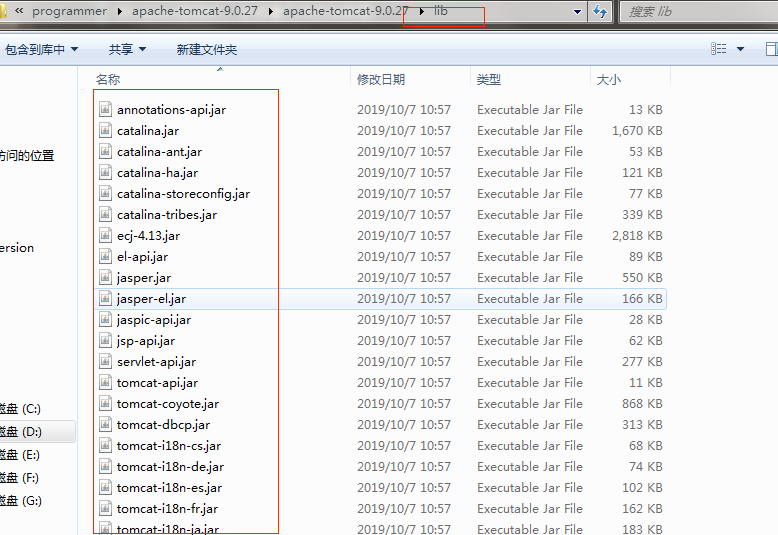 « programmer ▸ apache-tomcat-9.0.27 ▸ apache-tomcat-9.0.27 ▸ lib 搜索 lib
包含到库中 共享 新建文件夹
名称 修改日期 类型 大小
annotations-api.jar 2019/10/7 10:57 Executable Jar File 13 KB
catalina.jar 2019/10/7 10:57 Executable Jar File 1,670 KB
catalina-ant.jar 2019/10/7 10:57 Executable Jar File 53 KB
访问的位置
catalina-ha.jar 2019/10/7 10:57 Executable Jar File 121 KB
catalina-storeconfig.jar 2019/10/7 10:57 Executable Jar File 77 KB
catalina-tribes.jar 2019/10/7 10:57 Executable Jar File 339 KB
ecj-4.13.jar 2019/10/7 10:57 Executable Jar File 2,818 KB
ersion
el-api.jar 2019/10/7 10:57 Executable Jar File 89 KB
jasper.jar 2019/10/7 10:57 Executable Jar File 550 KB
jasper-el.jar 2019/10/7 10:57 Executable Jar File 166 KB
jaspic-api.jar 2019/10/7 10:57 Executable Jar File 28 KB
jsp-api.jar 2019/10/7 10:57 Executable Jar File 62 KB
servlet-api.jar 2019/10/7 10:57 Executable Jar File 277 KB
tomcat-api.jar 2019/10/7 10:57 Executable Jar File 11 KB
tomcat-coyote.jar 2019/10/7 10:57 Executable Jar File 868 KB
磁盘 (C:)
tomcat-dbcp.jar 2019/10/7 10:57 Executable Jar File 313 KB
磁盘 (D:)
tomcat-i18n-cs.jar 2019/10/7 10:57 Executable Jar File 68 KB
磁盘 (E:)
tomcat-i18n-de.jar 2019/10/7 10:57 Executable Jar File 74 KB
磁盘 (F:)
tomcat-i18n-es.jar 2019/10/7 10:57 Executable Jar File 102 KB
磁盘 (G:)
tomcat-i18n-fr.jar 2019/10/7 10:57 Executable Jar File 162 KB
tomcat-i18n-ja.jar 2019/10/7 10:57 Executable Jar File 183 KB